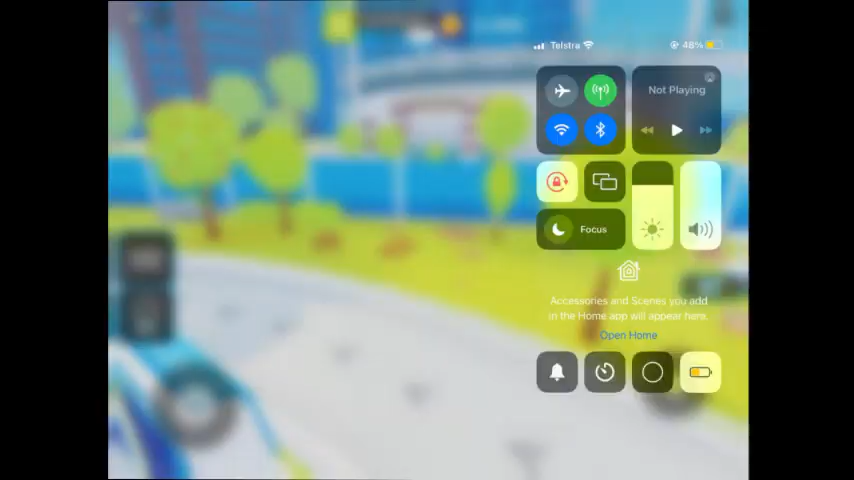 Telstra 48%
Not Playing
Focus
Accessories and Scenes you add
in the Home app will appear here.
Open Home